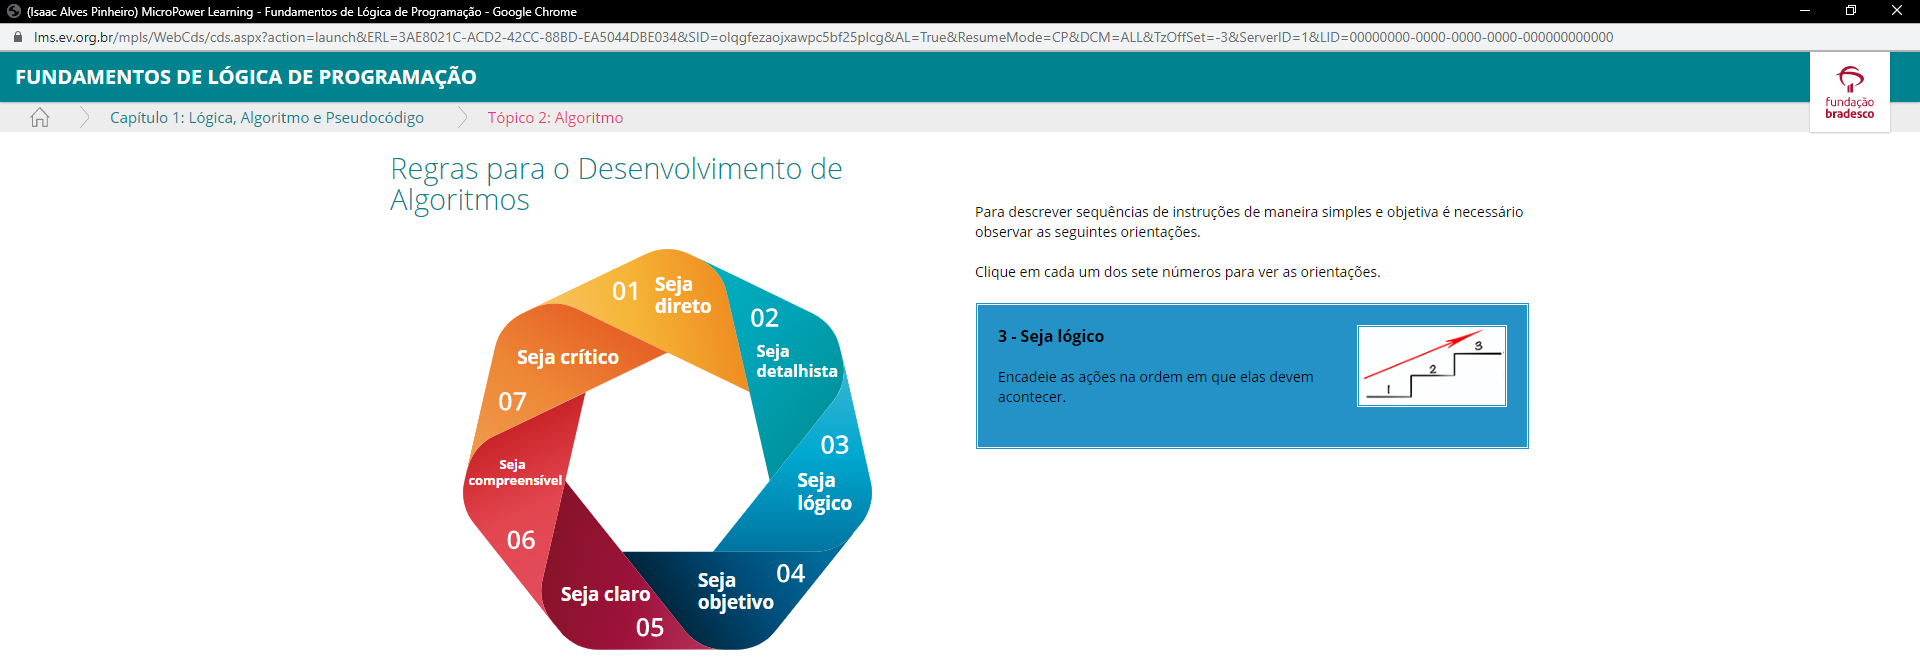 (Isaac Alves Pinheiro) MicroPower Learning - Fundamentos de Lógica de Programação - Google Chrome
lms.ev.org.br/mpls/WebCds/cds.aspx?action=launch&ERL=3AE8021C-ACD2-42CC-88BD-EA5044DBE034&SID=olqgfezaojxawpc5bf25plcg&AL=True&ResumeMode=CP&DCM=ALL&TzOffSet=-3&ServerID=1&LID=00000000-0000-0000-0000-000000000000
FUNDAMENTOS DE LÓGICA DE PROGRAMAÇÃO
fundação
bradesco
Capítulo 1: Lógica, Algoritmo e Pseudocódigo
Tópico 2: Algoritmo
Regras para o Desenvolvimento de
Algoritmos
01
Seja
direto
02
Seja
detalhista
03
Seja
lógico
04
Seja
objetivo
05
Seja claro
06
Seja
compreensível
07
Seja crítico
Para descrever sequências de instruções de maneira simples e objetiva é necessário
observar as seguintes orientações.
Clique em cada um dos sete números para ver as orientações.
3 - Seja lógico
Encadeie as ações na ordem em que elas devem
acontecer.
1
2
3